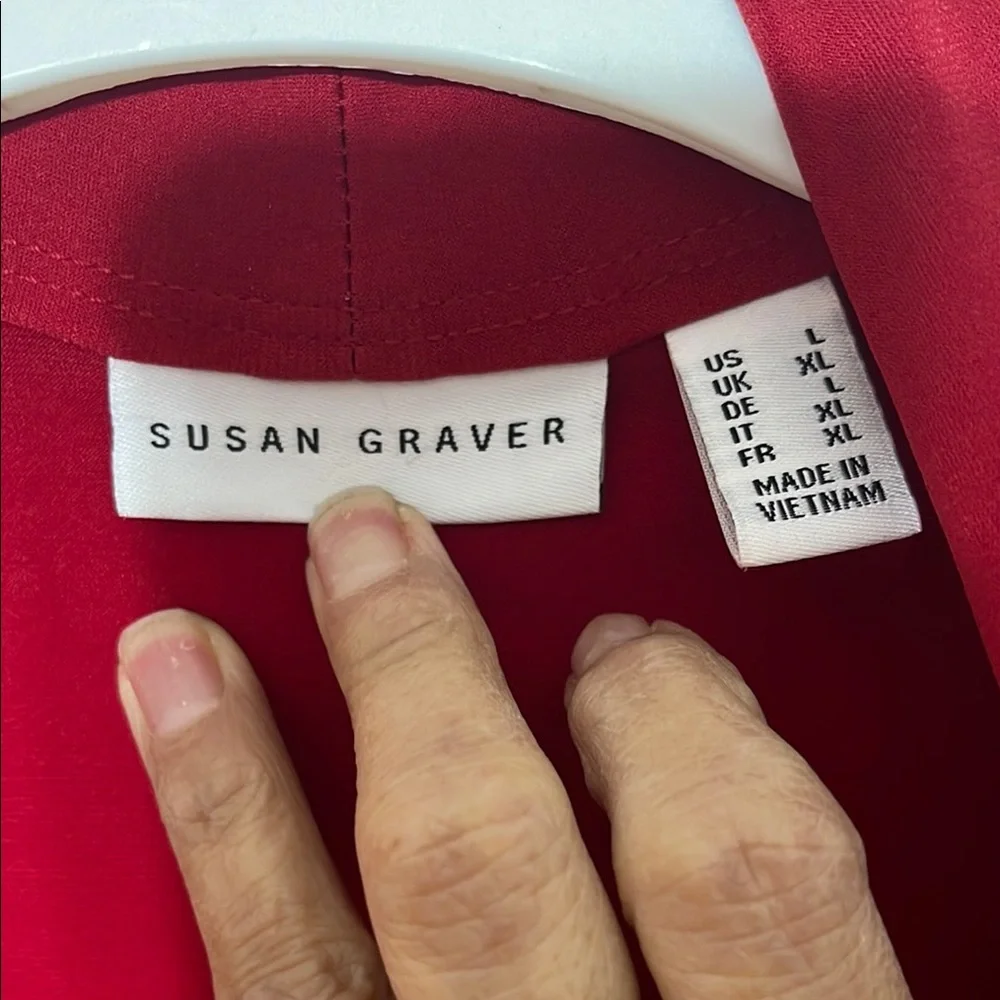 SUSAN GRAVER
US L
UK XL
DE L
IT XL
FR XL
MADE IN
VIETNAM